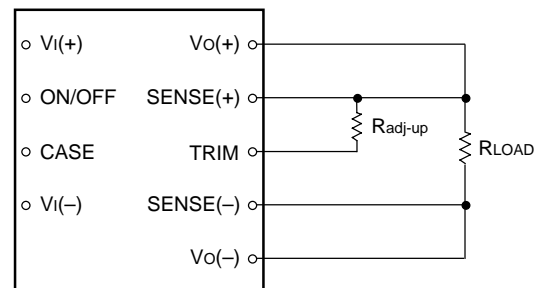 VI(+) VO(+)
ON/OFF SENSE(+)
Radj-up
CASE TRIM
RLOAD
VI(–) SENSE(–)
VO(–)